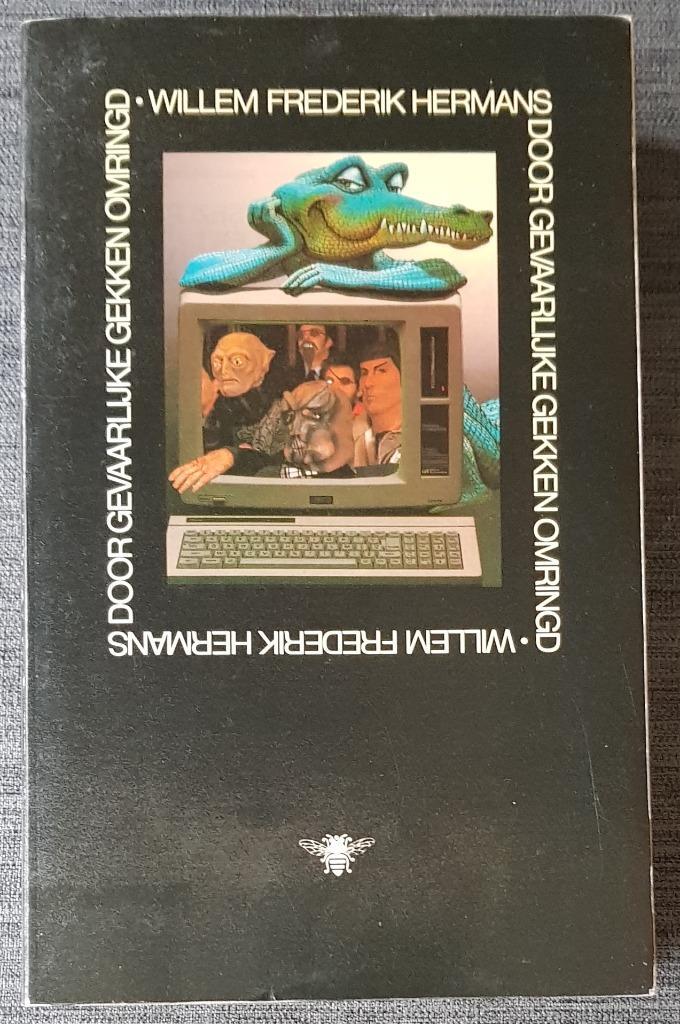 WILLEM FREDERIK HERMANS
DOOR GEVAARLIJKE GEKKEN OMRINGD •
WILLEM FREDERIK HERMANS
DOOR GEVAARLIJKE GEKKEN OMRINGD •